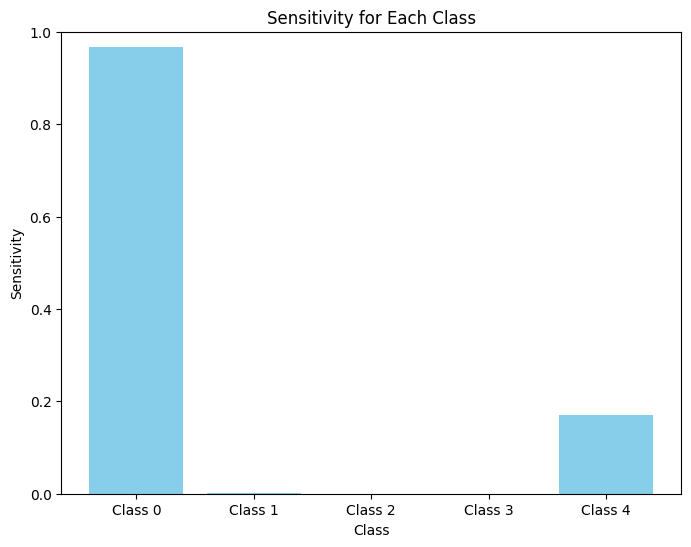 Sensitivity for Each Class
1.0
0.8
0.6
0.4
0.2
0.0
Sensitivity
Class 0
Class 1
Class 2
Class 3
Class 4
Class